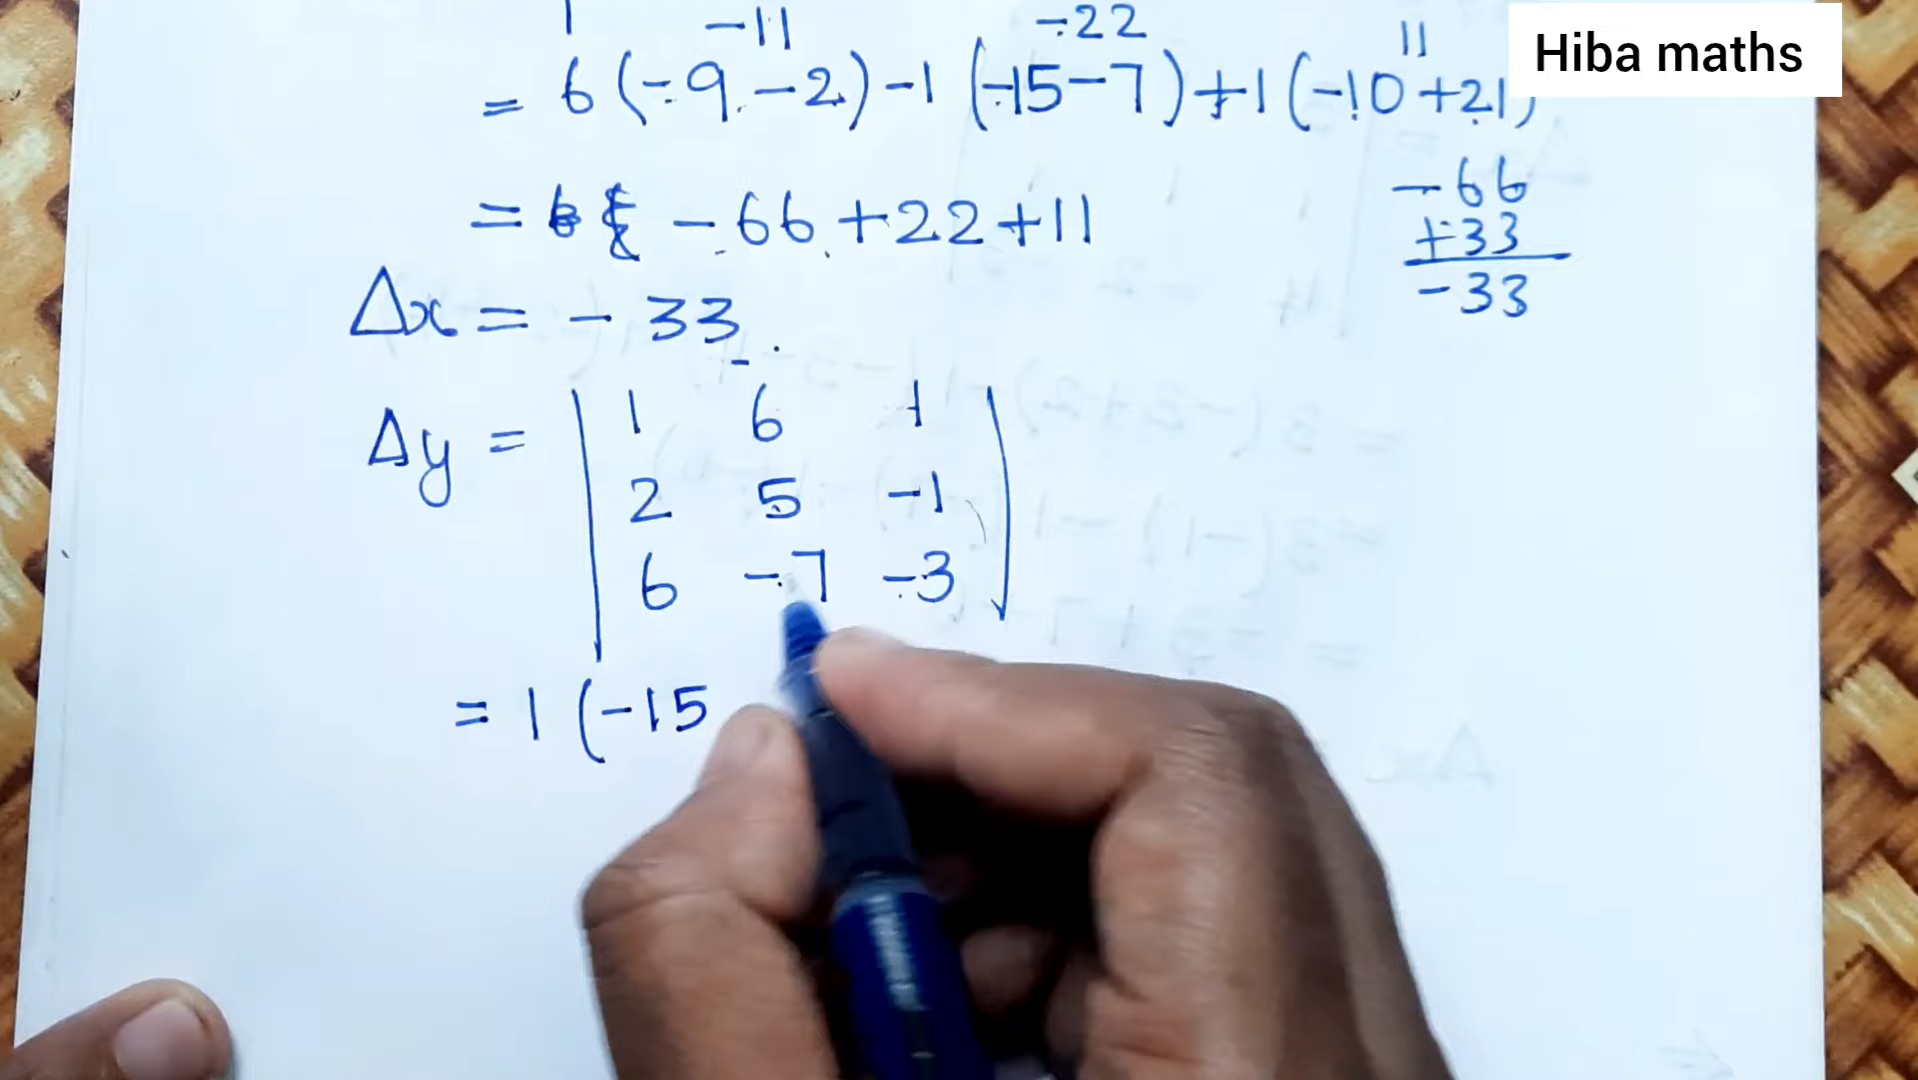 -11 -22 11
Hiba maths
= 6(-9-2)-1(-15-7)+1(-10+21)
-66
= -66+22+11
+33
-33
Δx = -33
Δy = | 1 6 1 |
| 2 5 -1 |
| 6 -7 -3 |
= 1(-15